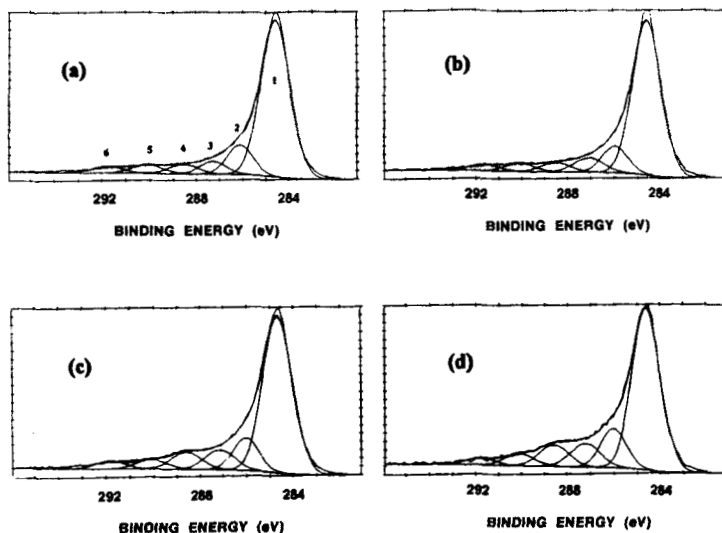 (a)
(b)
1
2
3
4
5
6
292 288 284
292 288 284
BINDING ENERGY (eV)
BINDING ENERGY (eV)
(c)
(d)
292 288 284
292 288 284
BINDING ENERGY (eV)
BINDING ENERGY (eV)